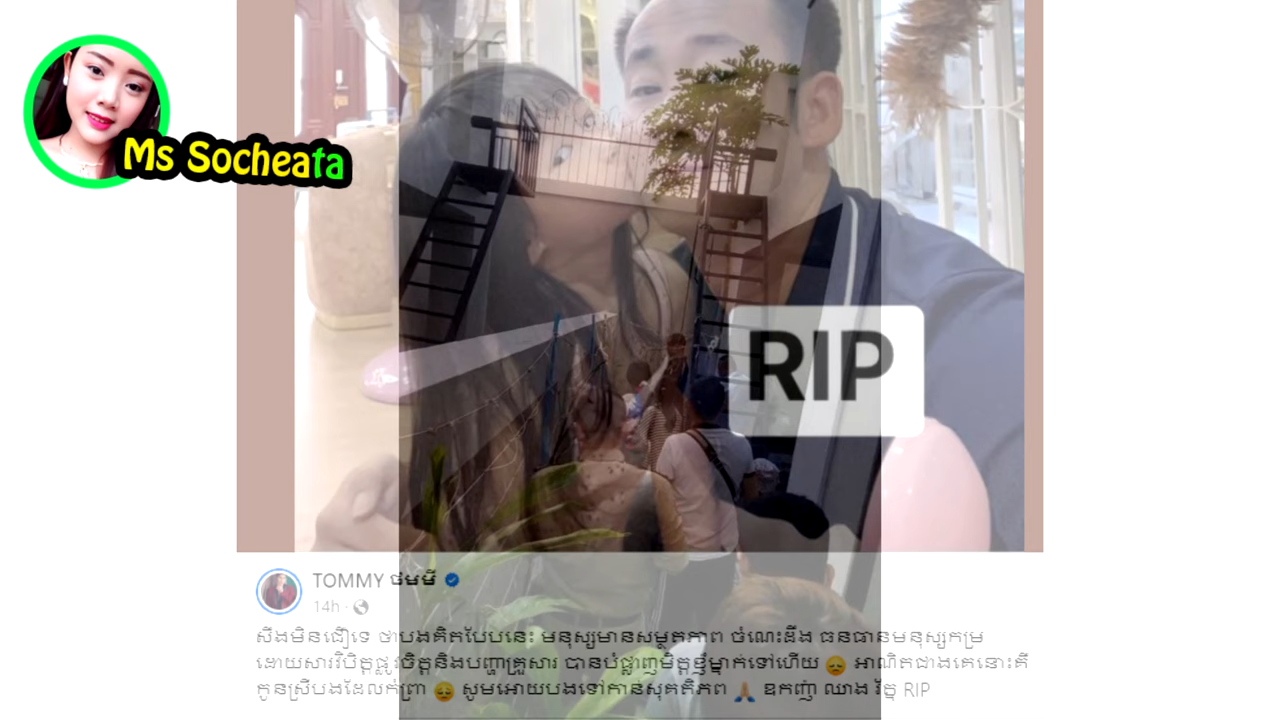 Ms Socheata
RIP
TOMMY ថមមី
14h
សឹងមិនជឿទេ ថាបងគិតបែបនេះ មនុស្សមានសម្ថតភាព ចំណេះដឹង ធនធានមនុស្សកម្រ
ដោយសារវិបត្តផ្លូវចិត្តនិងបញ្ហាគ្រួសារ បានបំផ្លាញមិត្តខ្ញុំម្នាក់ទៅហើយ 😔 អាណិតជាងគេនោះគឺ
កូនស្រីបងដែលកំព្រា 😔 សូមអោយបងទៅកាន់សុគតិភព 🙏 ឧកញ៉ា ឈាង រ័ត្ន RIP